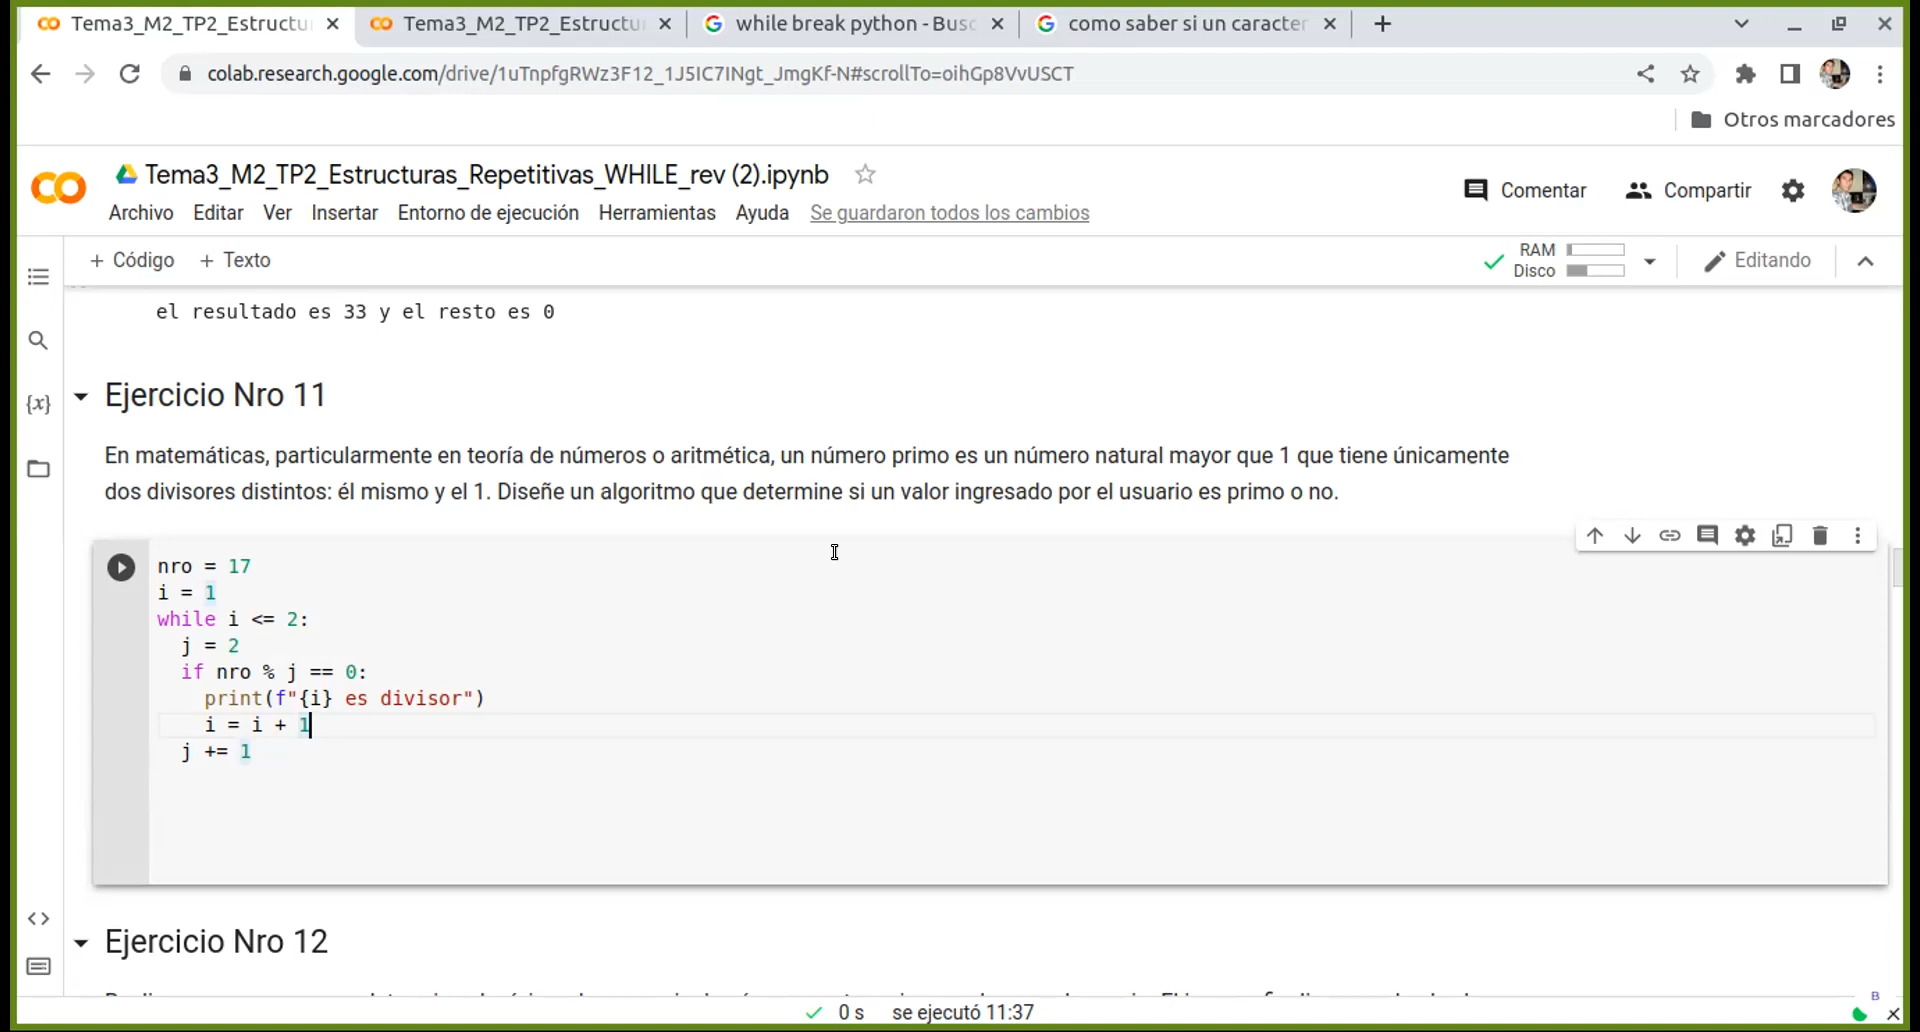 Tema3_M2_TP2_Estructu
Tema3_M2_TP2_Estructu
while break python - Busc
como saber si un caracter
colab.research.google.com/drive/1uTnpfgRWz3F12_1J5IC7INgt_JmgKf-N#scrollTo=oihGp8VvUSCT
Otros marcadores
Tema3_M2_TP2_Estructuras_Repetitivas_WHILE_rev (2).ipynb
Comentar
Compartir
Archivo Editar Ver Insertar Entorno de ejecución Herramientas Ayuda Se guardaron todos los cambios
+ Código + Texto
RAM
Disco
Editando
el resultado es 33 y el resto es 0
Ejercicio Nro 11
En matemáticas, particularmente en teoría de números o aritmética, un número primo es un número natural mayor que 1 que tiene únicamente
dos divisores distintos: él mismo y el 1. Diseñe un algoritmo que determine si un valor ingresado por el usuario es primo o no.
nro = 17
i = 1
while i <= 2:
  j = 2
  if nro % j == 0:
    print(f"{i} es divisor")
    i = i + 1
  j += 1
Ejercicio Nro 12
0 s se ejecutó 11:37